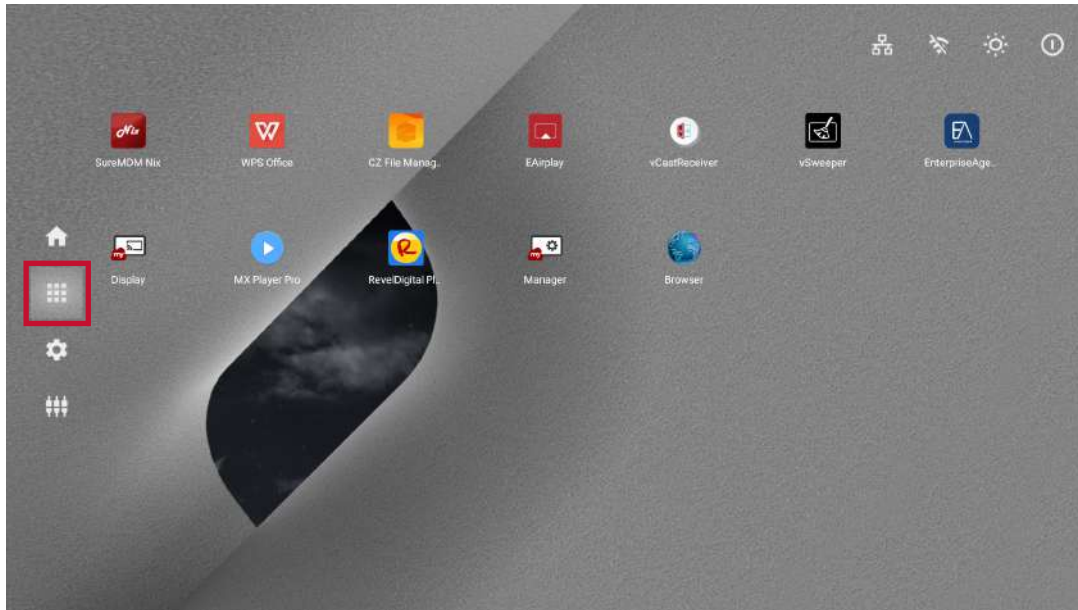 SureMDM Nix WPS Office CZ File Manag.. EAirplay vCastReceiver vSweeper EnterpriseAge..
Display MX Player Pro RevelDigital Pl.. Manager Browser